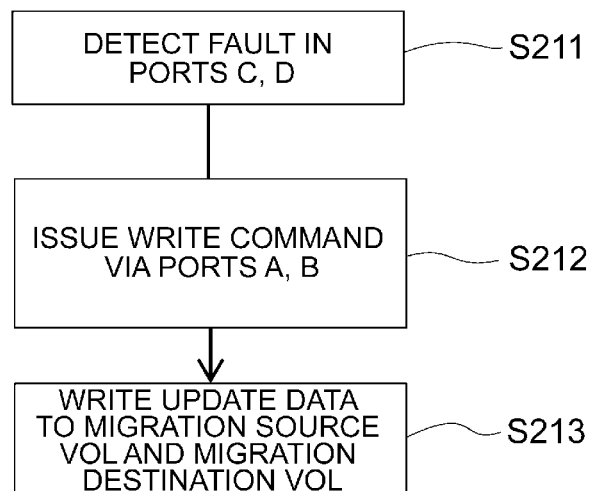 DETECT FAULT IN
PORTS C, D
S211
ISSUE WRITE COMMAND
VIA PORTS A, B
S212
WRITE UPDATE DATA
TO MIGRATION SOURCE
VOL AND MIGRATION
DESTINATION VOL
S213